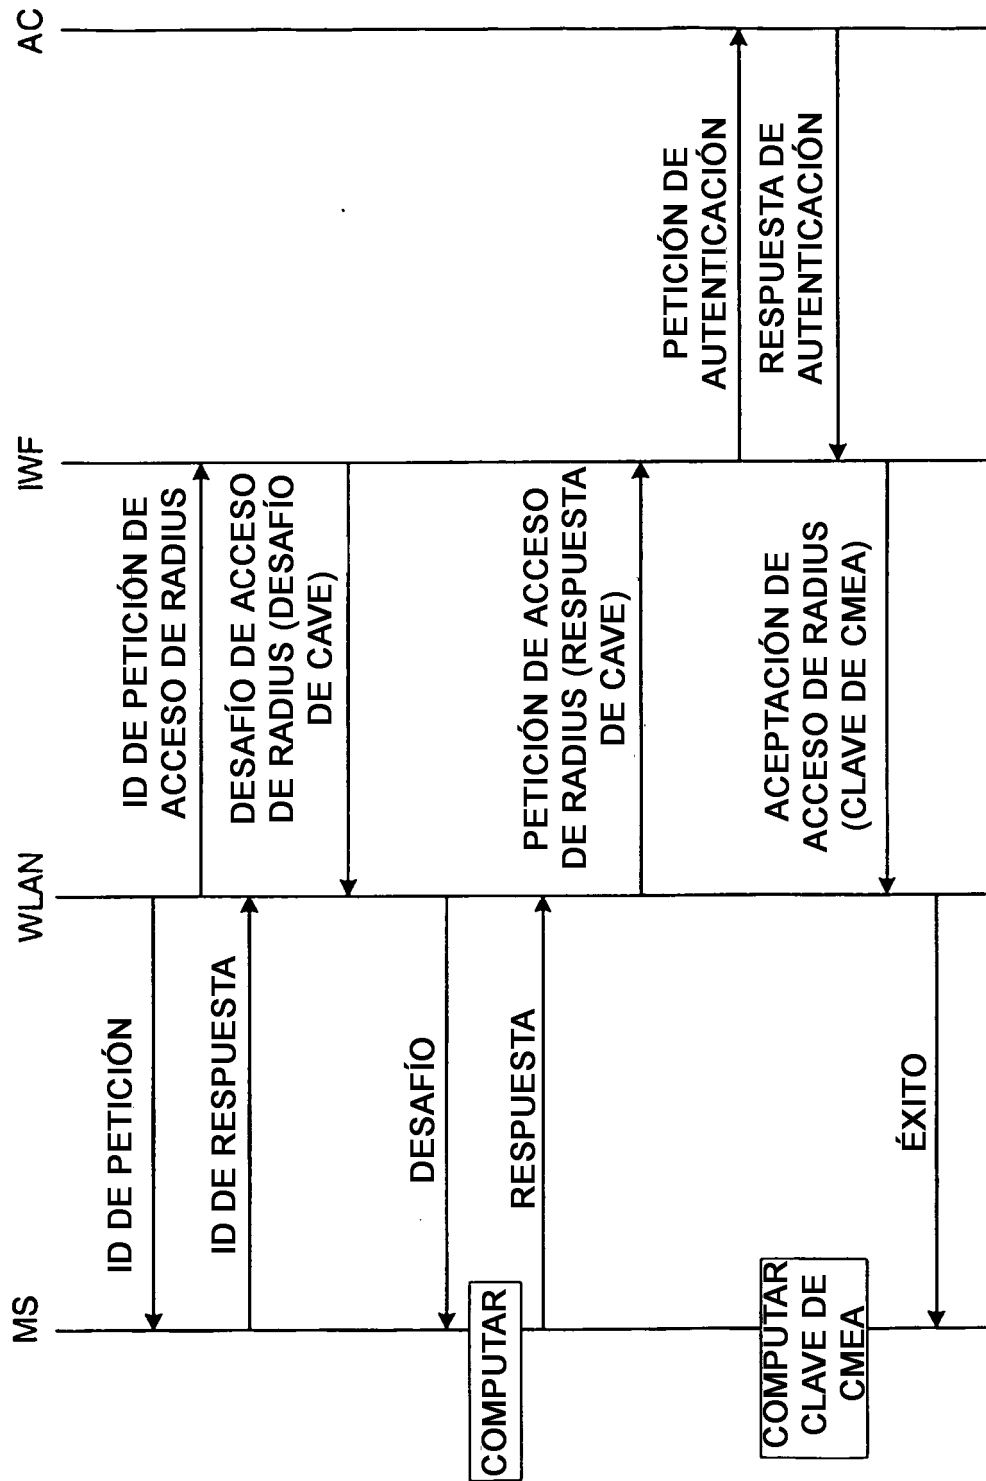 MS
WLAN
IWF
AC
ID DE PETICIÓN
ID DE PETICIÓN DE
ACCESO DE RADIUS
ID DE RESPUESTA
DESAFÍO DE ACCESO
DE RADIUS (DESAFÍO
DE CAVE)
DESAFÍO
COMPUTAR
RESPUESTA
PETICIÓN DE ACCESO
DE RADIUS (RESPUESTA
DE CAVE)
PETICIÓN DE
AUTENTICACIÓN
RESPUESTA DE
AUTENTICACIÓN
COMPUTAR
CLAVE DE
CMEA
ACEPTACIÓN DE
ACCESO DE RADIUS
(CLAVE DE CMEA)
ÉXITO